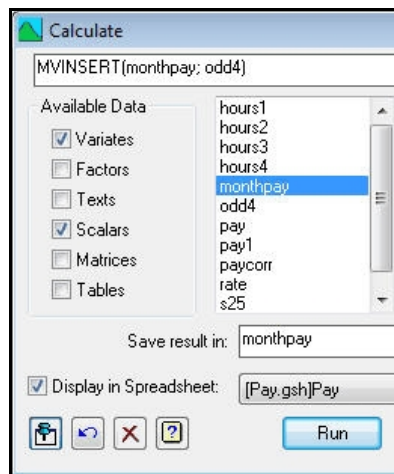 Calculate
MVINSERT(monthpay; odd4)
Available Data
Variates
Factors
Texts
Scalars
Matrices
Tables
hours1
hours2
hours3
hours4
monthpay
odd4
pay
pay1
paycorr
rate
s25
Save result in:
monthpay
Display in Spreadsheet:
[Pay.gsh]Pay
Run